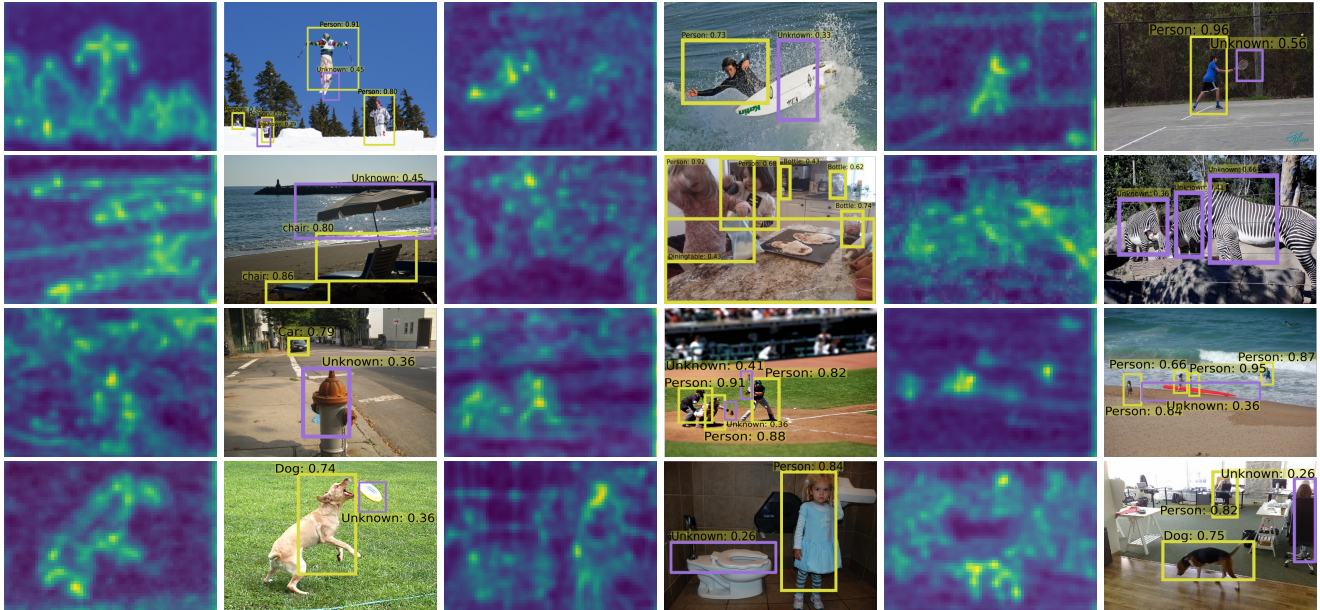 Person: 0.91
Unknown: 0.45
Person: 0.80
Person: 0.73
Unknown: 0.33
Person: 0.96
Unknown: 0.56
Unknown: 0.45
chair: 0.80
chair: 0.86
Person: 0.92
Bottle: 0.62
Bottle: 0.74
Diningtable: 0.43
Unknown: 0.36
Unknown: 0.66
Car: 0.79
Unknown: 0.36
Unknown: 0.41
Person: 0.82
Person: 0.91
Unknown: 0.36
Person: 0.88
Person: 0.87
Person: 0.66
Person: 0.95
Person: 0.64
Unknown: 0.36
Dog: 0.74
Unknown: 0.36
Person: 0.84
Unknown: 0.26
Unknown: 0.26
Person: 0.82
Dog: 0.75